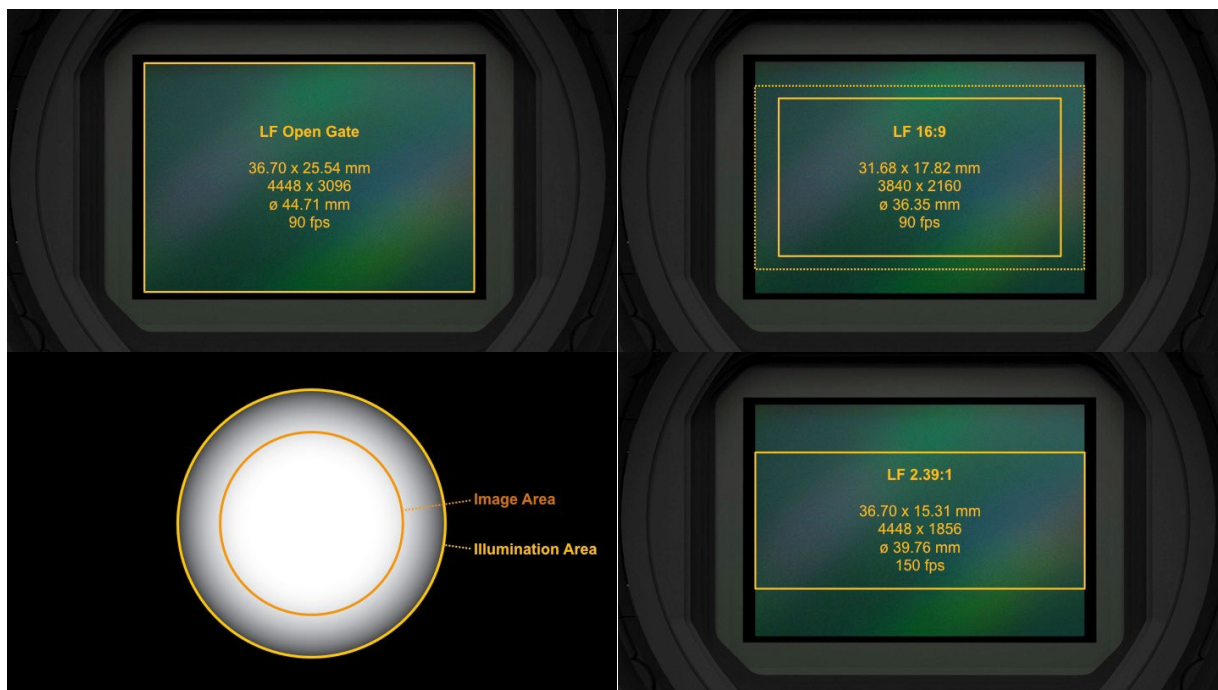 LF Open Gate
36.70 x 25.54 mm
4448 x 3096
ø 44.71 mm
90 fps
LF 16:9
31.68 x 17.82 mm
3840 x 2160
ø 36.35 mm
90 fps
Image Area
Illumination Area
LF 2.39:1
36.70 x 15.31 mm
4448 x 1856
ø 39.76 mm
150 fps